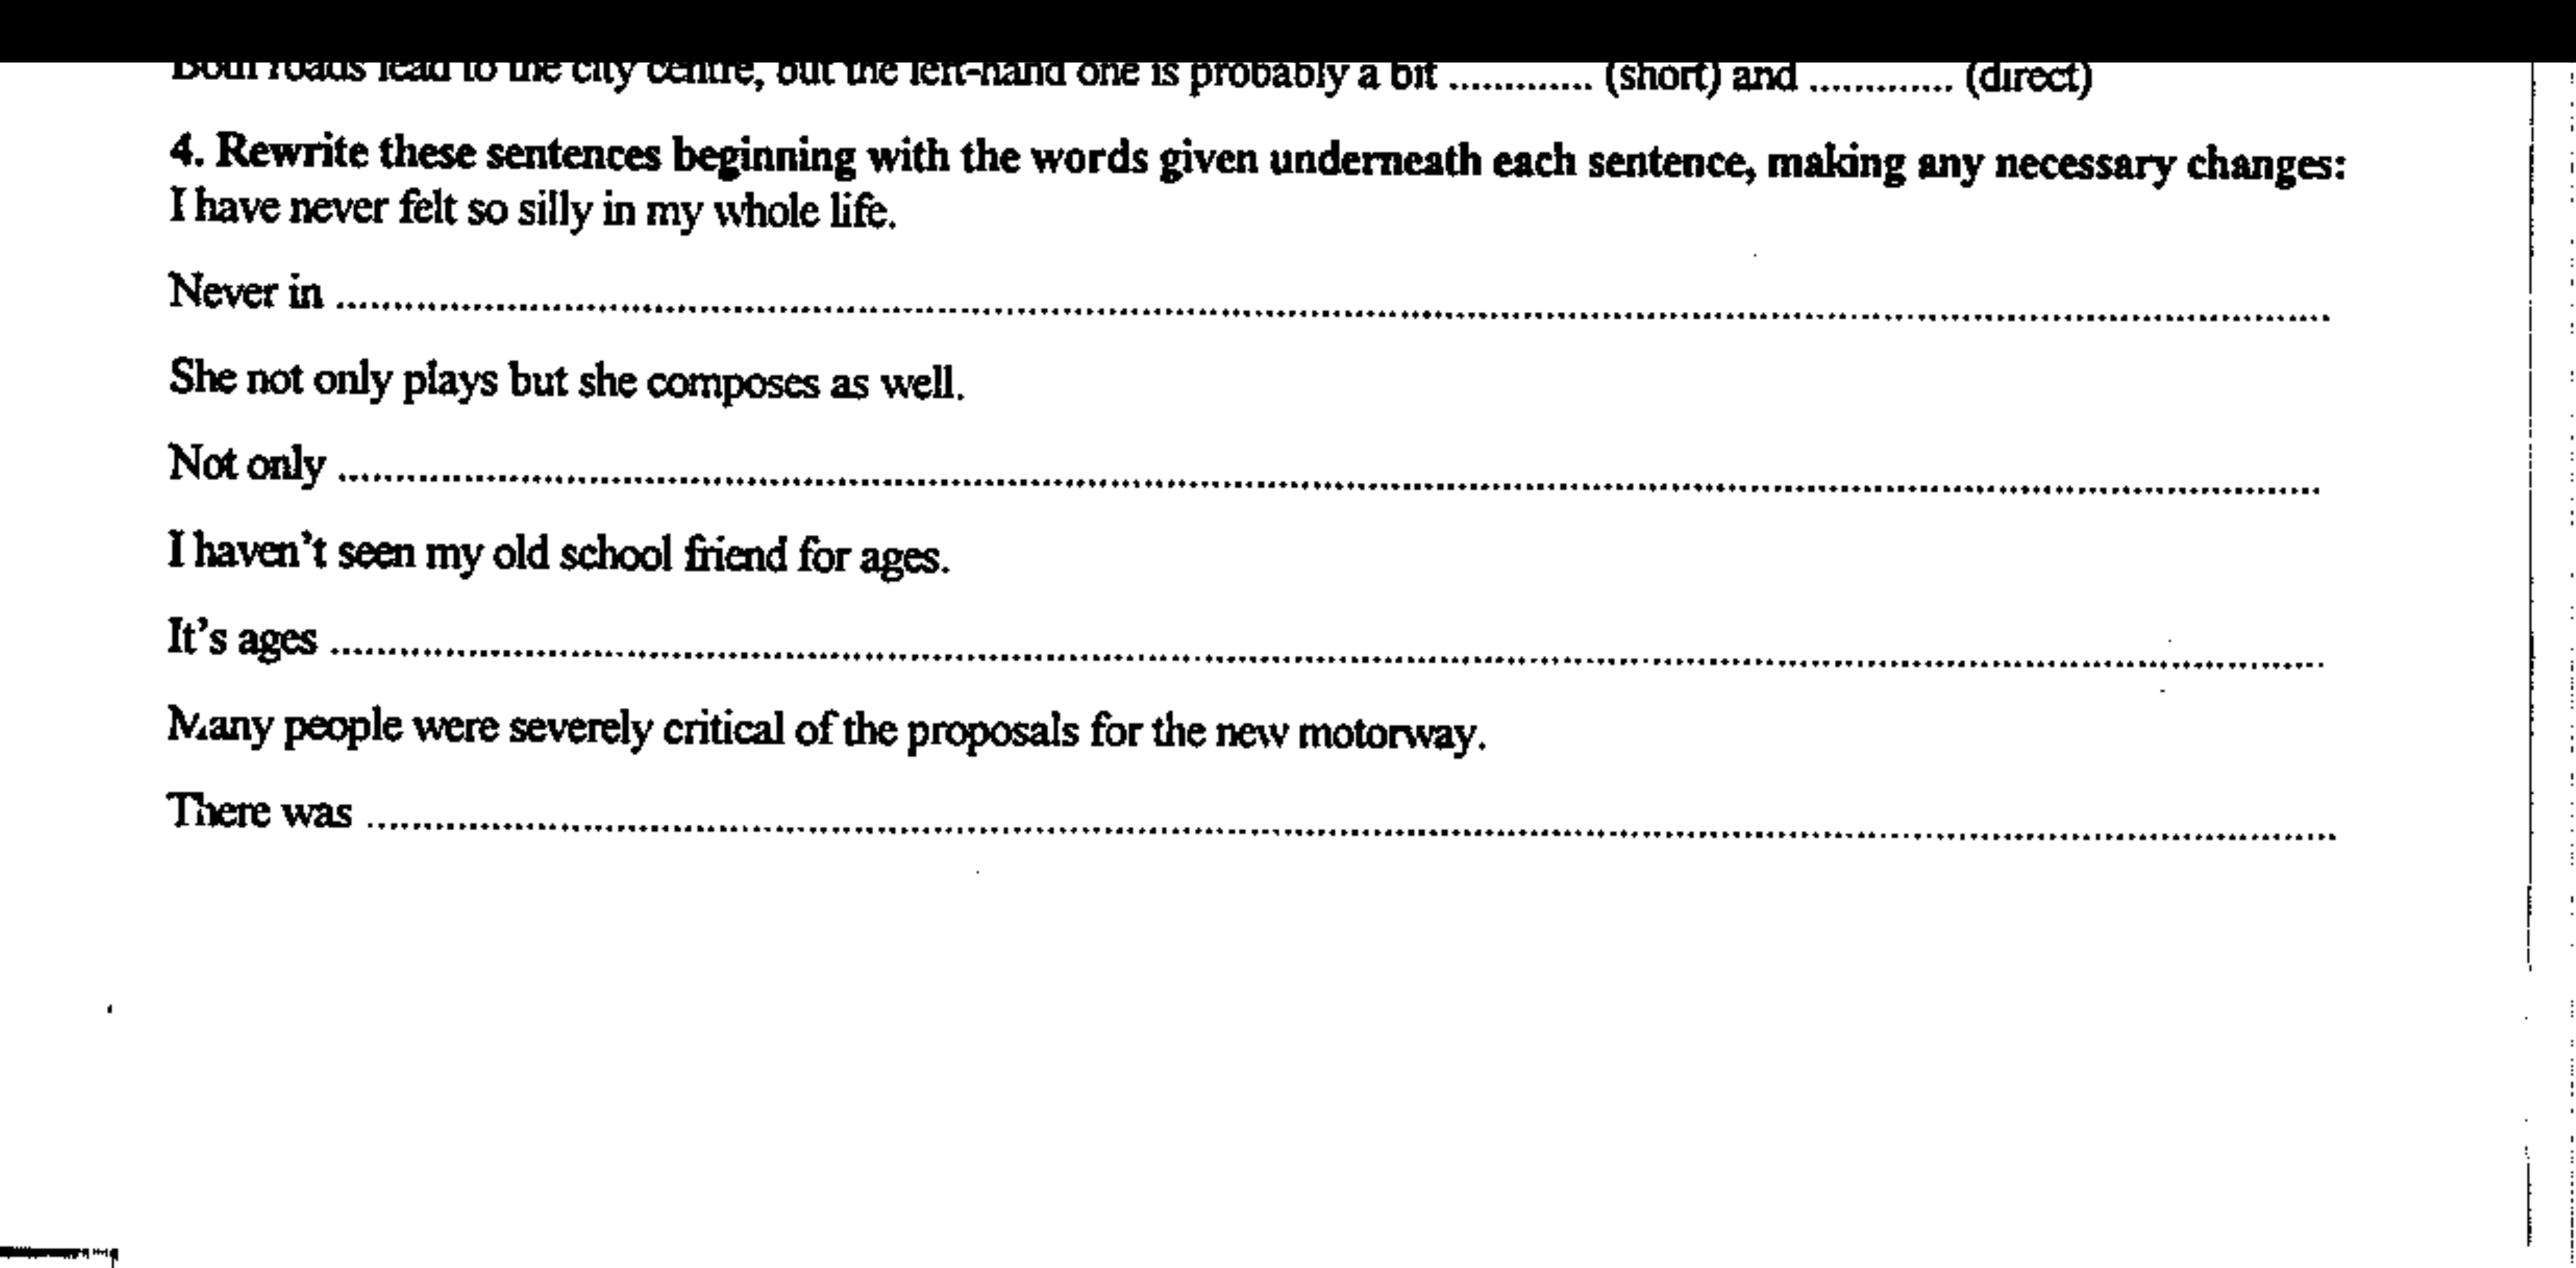 Both roads lead to the city centre, but the left-hand one is probably a bit ............. (short) and ............. (direct)
4. Rewrite these sentences beginning with the words given underneath each sentence, making any necessary changes:
I have never felt so silly in my whole life.
Never in ........................................................................................................................
She not only plays but she composes as well.
Not only ........................................................................................................................
I haven't seen my old school friend for ages.
It's ages ........................................................................................................................
Many people were severely critical of the proposals for the new motorway.
There was ........................................................................................................................